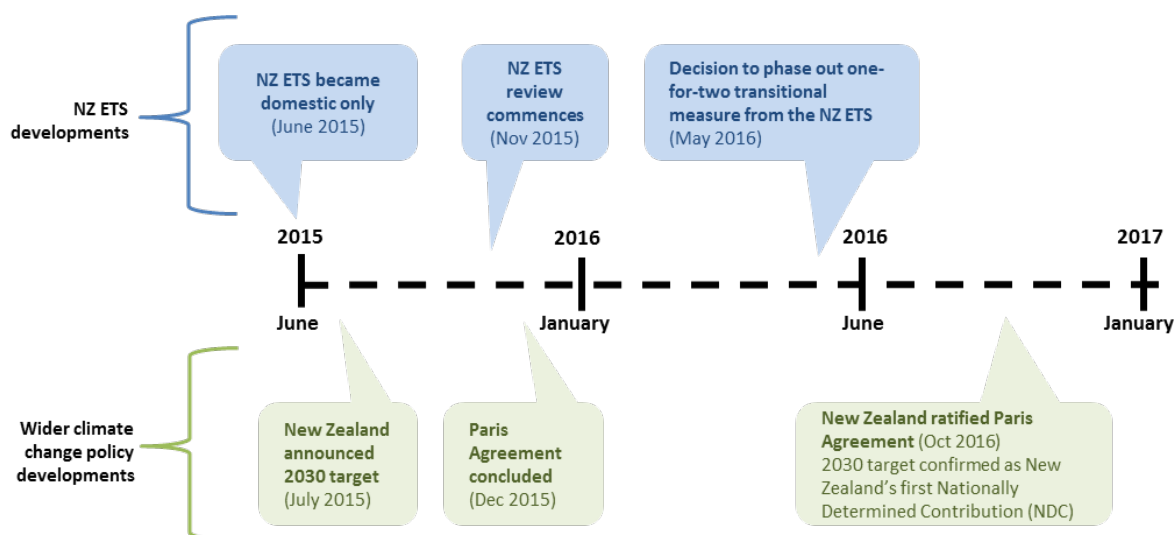 NZ ETS
developments
NZ ETS became
domestic only
(June 2015)
NZ ETS
review
commences
(Nov 2015)
Decision to phase out one-
for-two transitional
measure from the NZ ETS
(May 2016)
2015
2016
2016
2017
June
January
June
January
Wider climate
change policy
developments
New Zealand
announced
2030 target
(July 2015)
Paris
Agreement
concluded
(Dec 2015)
New Zealand ratified Paris
Agreement (Oct 2016)
2030 target confirmed as New
Zealand’s first Nationally
Determined Contribution (NDC)